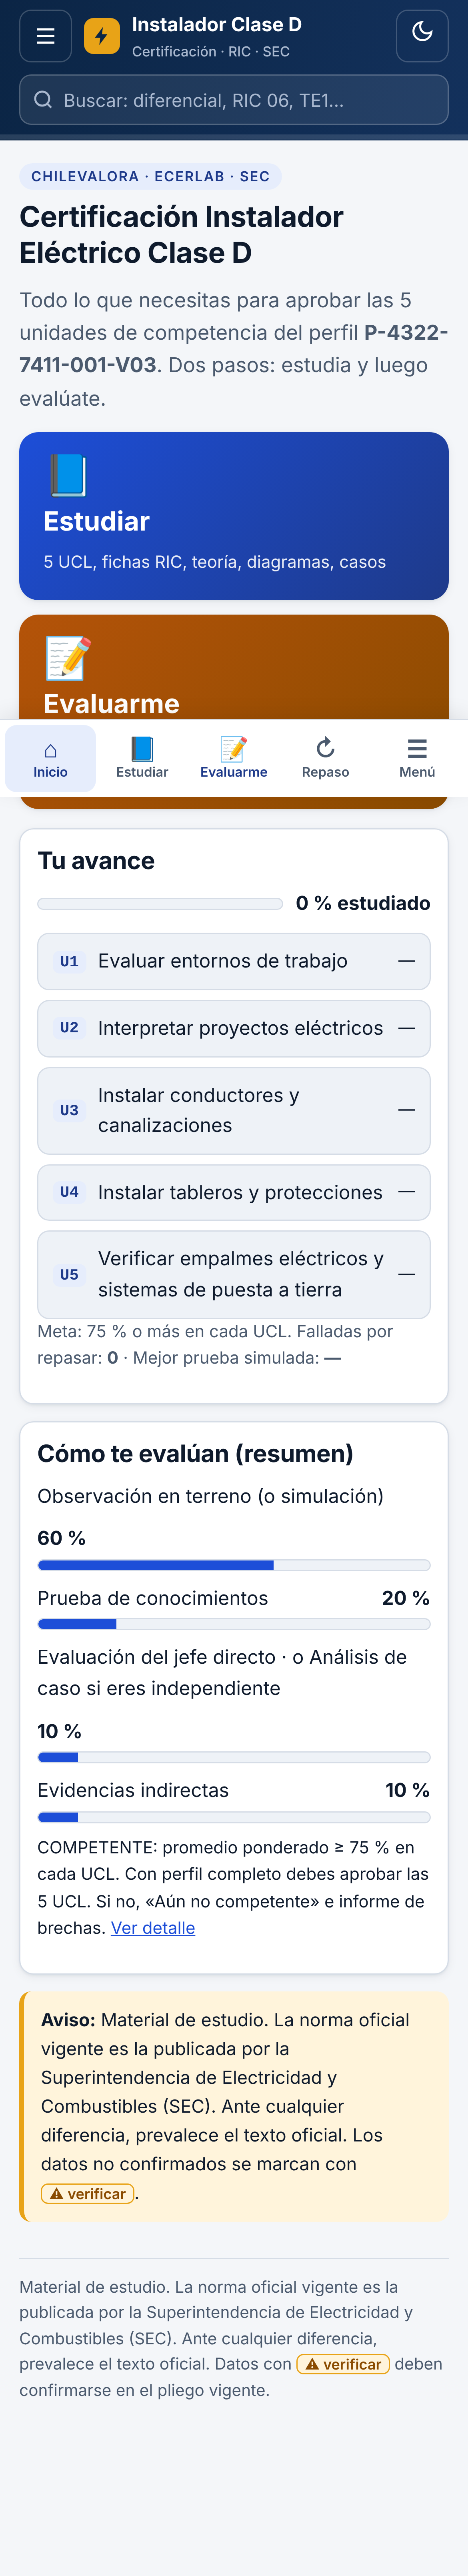 Instalador Clase D
Certificación · RIC · SEC
Buscar: diferencial, RIC 06, TE1...
CHILEVALORA · ECERLAB · SEC
Certificación Instalador
Eléctrico Clase D
Todo lo que necesitas para aprobar las 5
unidades de competencia del perfil P-4322-
7411-001-V03. Dos pasos: estudia y luego
evalúate.
Estudiar
5 UCL, fichas RIC, teoría, diagramas, casos
Evaluarme
Inicio
Estudiar
Evaluarme
Repaso
Menú
Tu avance
0 % estudiado
U1 Evaluar entornos de trabajo —
U2 Interpretar proyectos eléctricos —
U3 Instalar conductores y
canalizaciones —
U4 Instalar tableros y protecciones —
U5 Verificar empalmes eléctricos y
sistemas de puesta a tierra —
Meta: 75 % o más en cada UCL. Falladas por
repasar: 0 · Mejor prueba simulada: —
Cómo te evalúan (resumen)
Observación en terreno (o simulación)
60 %
Prueba de conocimientos 20 %
Evaluación del jefe directo · o Análisis de
caso si eres independiente
10 %
Evidencias indirectas 10 %
COMPETENTE: promedio ponderado ≥ 75 % en
cada UCL. Con perfil completo debes aprobar las
5 UCL. Si no, «Aún no competente» e informe de
brechas. Ver detalle
Aviso: Material de estudio. La norma oficial
vigente es la publicada por la
Superintendencia de Electricidad y
Combustibles (SEC). Ante cualquier
diferencia, prevalece el texto oficial. Los
datos no confirmados se marcan con
⚠ verificar.
Material de estudio. La norma oficial vigente es la
publicada por la Superintendencia de Electricidad y
Combustibles (SEC). Ante cualquier diferencia,
prevalece el texto oficial. Datos con ⚠ verificar deben
confirmarse en el pliego vigente.